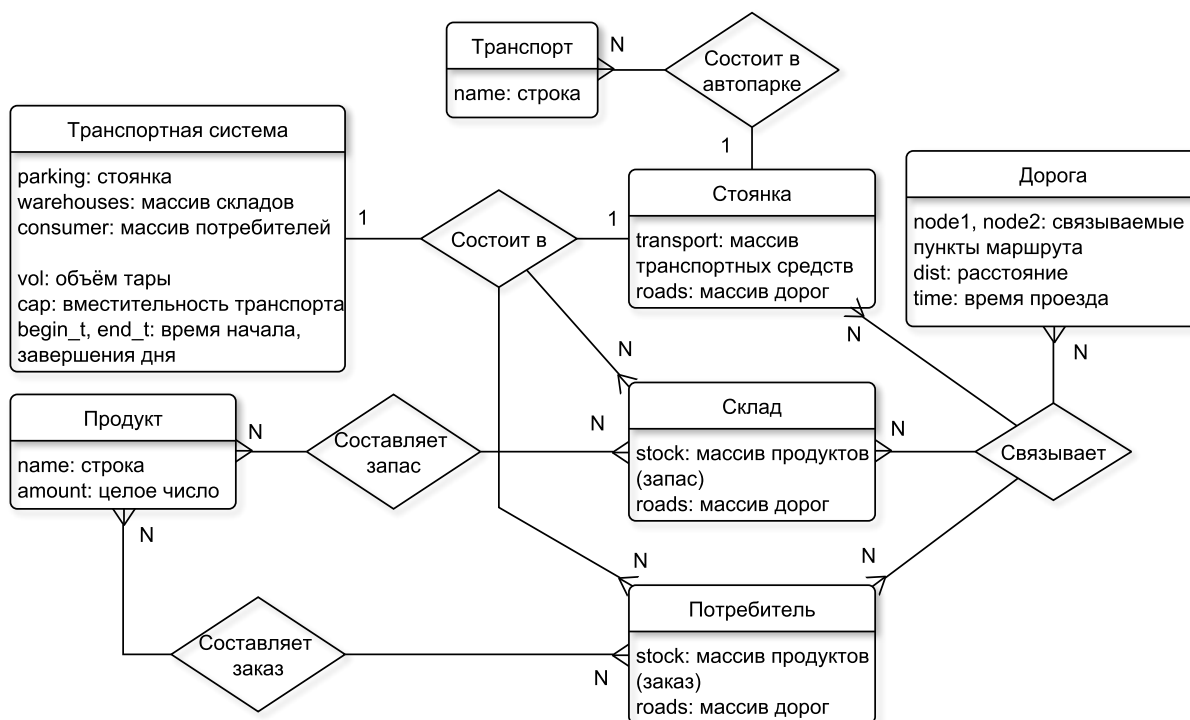 Транспорт
name: строка
N
Состоит в
автопарке
1
Транспортная система
parking: стоянка
warehouses: массив складов
consumer: массив потребителей
vol: объём тары
cap: вместительность транспорта
begin_t, end_t: время начала,
завершения дня
1
Состоит в
1
Стоянка
transport: массив
транспортных средств
roads: массив дорог
N
Дорога
node1, node2: связываемые
пункты маршрута
dist: расстояние
time: время проезда
N
N
Продукт
name: строка
amount: целое число
N
N
Составляет
запас
N
Склад
stock: массив продуктов
(запас)
roads: массив дорог
N
Связывает
N
N
Составляет
заказ
N
Потребитель
stock: массив продуктов
(заказ)
roads: массив дорог